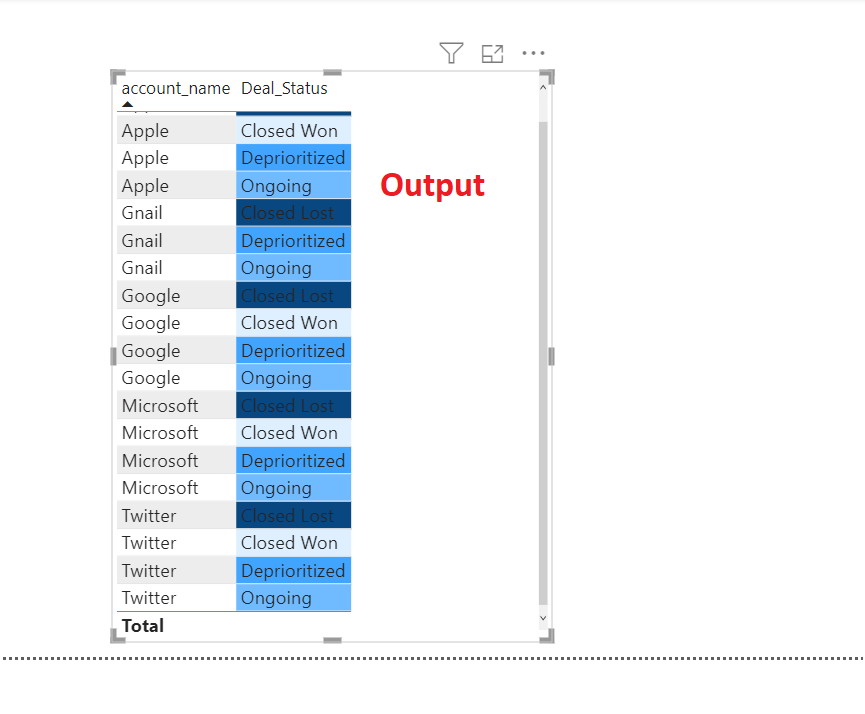 account_name Deal_Status
Apple Closed Won
Apple Deprioritized
Output
Apple Ongoing
Gnail Closed Lost
Gnail Deprioritized
Gnail Ongoing
Google Closed Lost
Google Closed Won
Google Deprioritized
Google Ongoing
Microsoft Closed Lost
Microsoft Closed Won
Microsoft Deprioritized
Microsoft Ongoing
Twitter Closed Lost
Twitter Closed Won
Twitter Deprioritized
Twitter Ongoing
Total